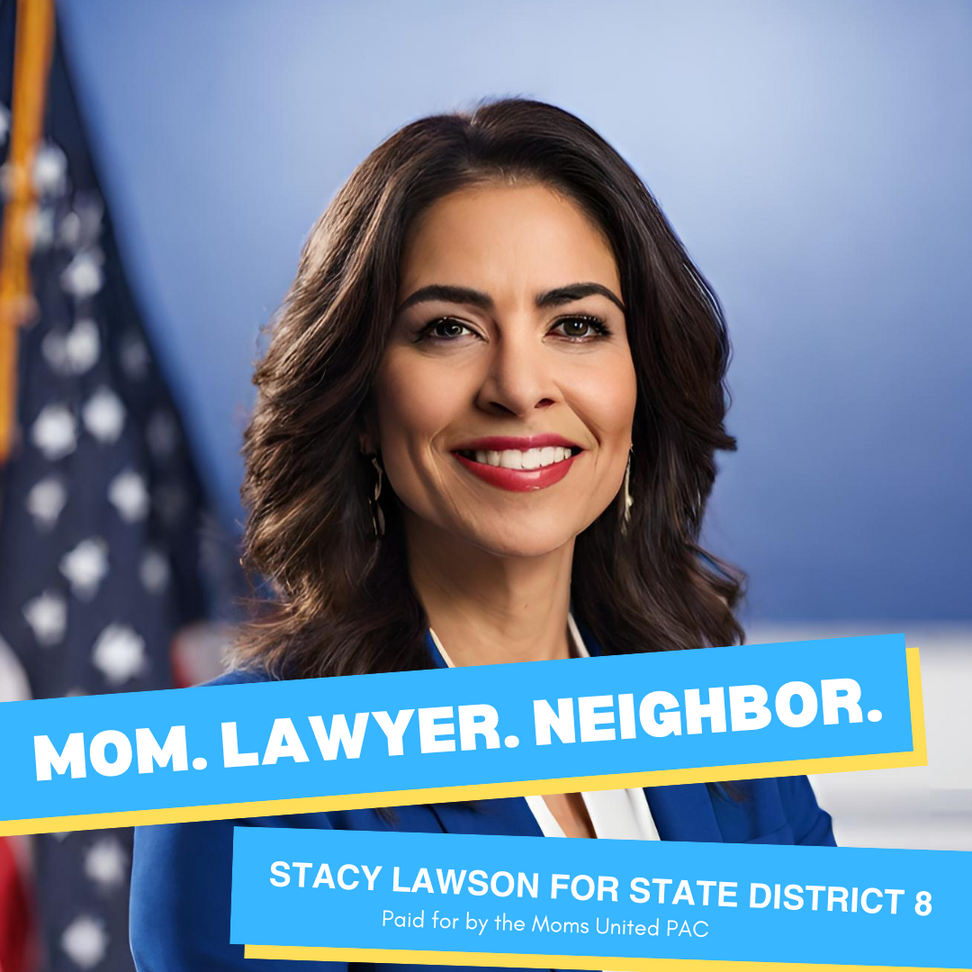 MOM. LAWYER. NEIGHBOR.
STACY LAWSON FOR STATE DISTRICT 8
Paid for by the Moms United PAC